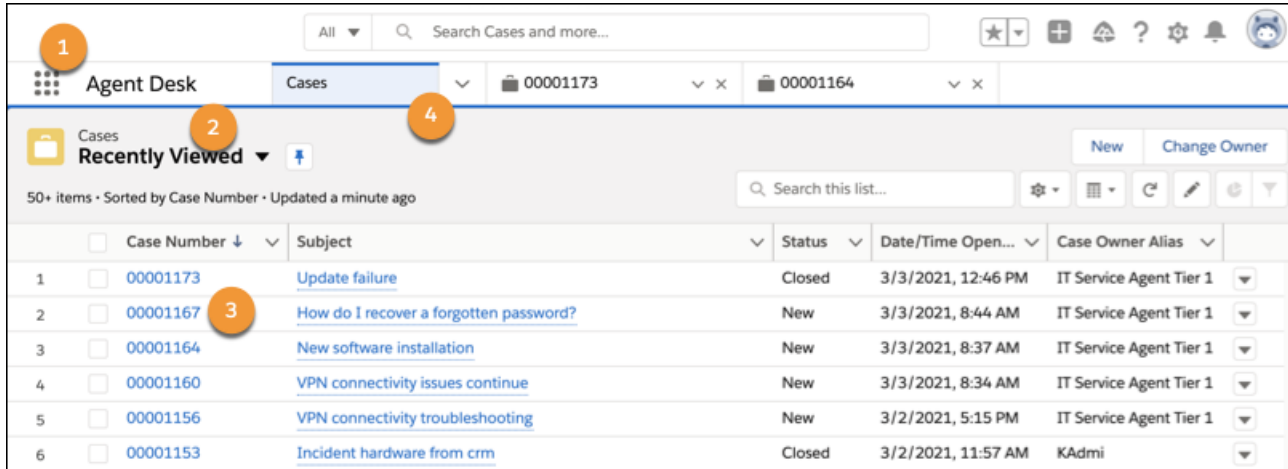 All Search Cases and more...
1
Agent Desk Cases 00001173 00001164
4
Cases
2
Recently Viewed
New Change Owner
50+ items • Sorted by Case Number • Updated a minute ago
Search this list...
Case Number Subject Status Date/Time Open... Case Owner Alias
1 00001173 Update failure Closed 3/3/2021, 12:46 PM IT Service Agent Tier 1
2 00001167 3 How do I recover a forgotten password? New 3/3/2021, 8:44 AM IT Service Agent Tier 1
3 00001164 New software installation New 3/3/2021, 8:37 AM IT Service Agent Tier 1
4 00001160 VPN connectivity issues continue New 3/3/2021, 8:34 AM IT Service Agent Tier 1
5 00001156 VPN connectivity troubleshooting New 3/2/2021, 5:15 PM IT Service Agent Tier 1
6 00001153 Incident hardware from crm Closed 3/2/2021, 11:57 AM KAdmi